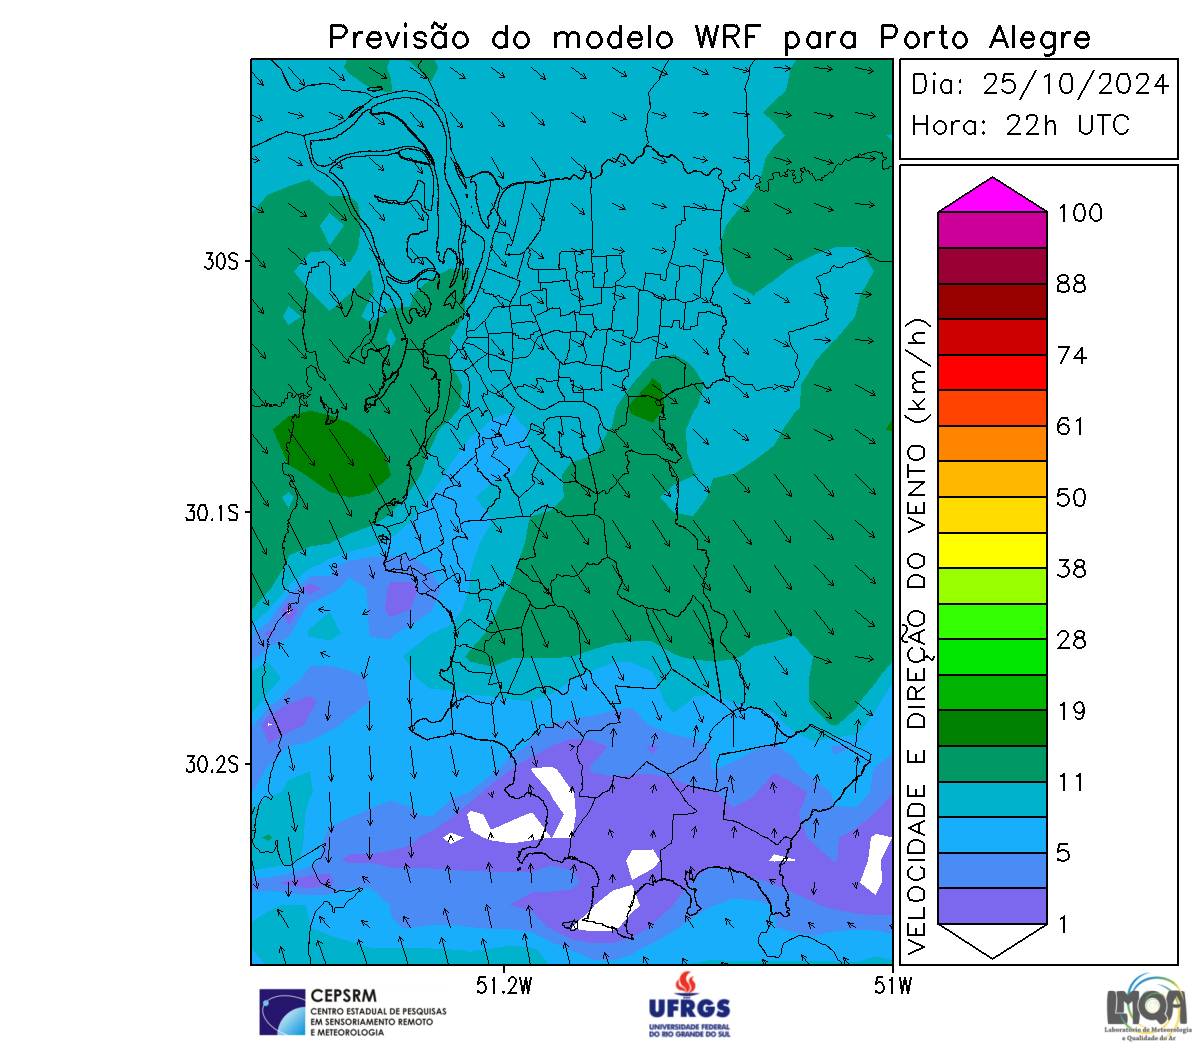 Previsão do modelo WRF para Porto Alegre
Dia: 25/10/2024
Hora: 22h UTC
30S
30.1S
30.2S
51.2W
51W
VELOCIDADE E DIREÇÃO DO VENTO (km/h)
100
88
74
61
50
38
28
19
11
5
1
CEPSRM
CENTRO ESTADUAL DE PESQUISAS
EM SENSORIAMENTO REMOTO
E METEOROLOGIA
UFRGS
UNIVERSIDADE FEDERAL
DO RIO GRANDE DO SUL
LMQA
Laboratório de Meteorologia
e Qualidade do Ar